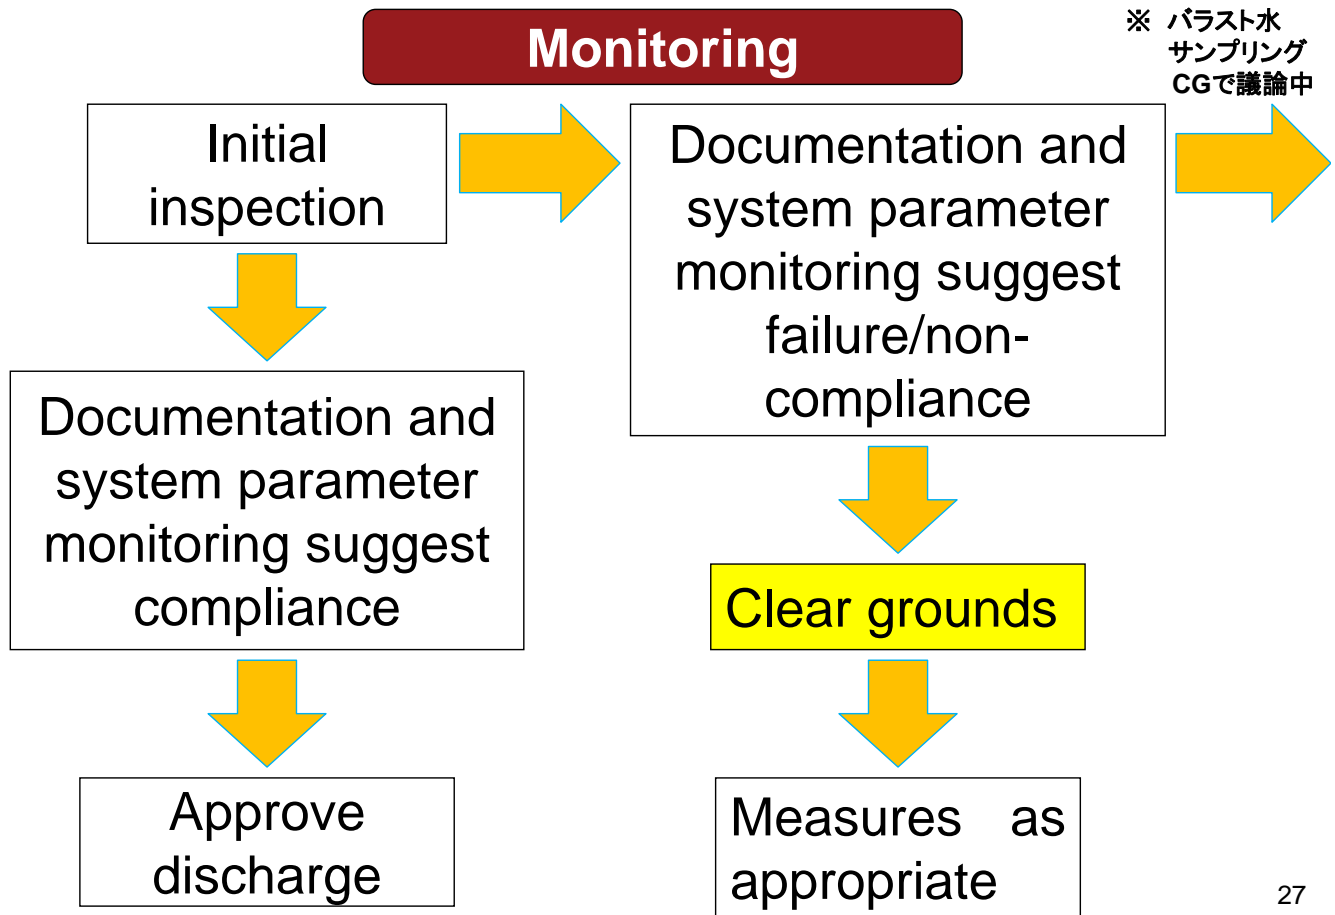 Monitoring
※ バラスト水
サンプリング
CGで議論中
Initial
inspection
Documentation and
system parameter
monitoring suggest
failure/non-
compliance
Documentation and
system parameter
monitoring suggest
compliance
Clear grounds
Approve
discharge
Measures as
appropriate
27